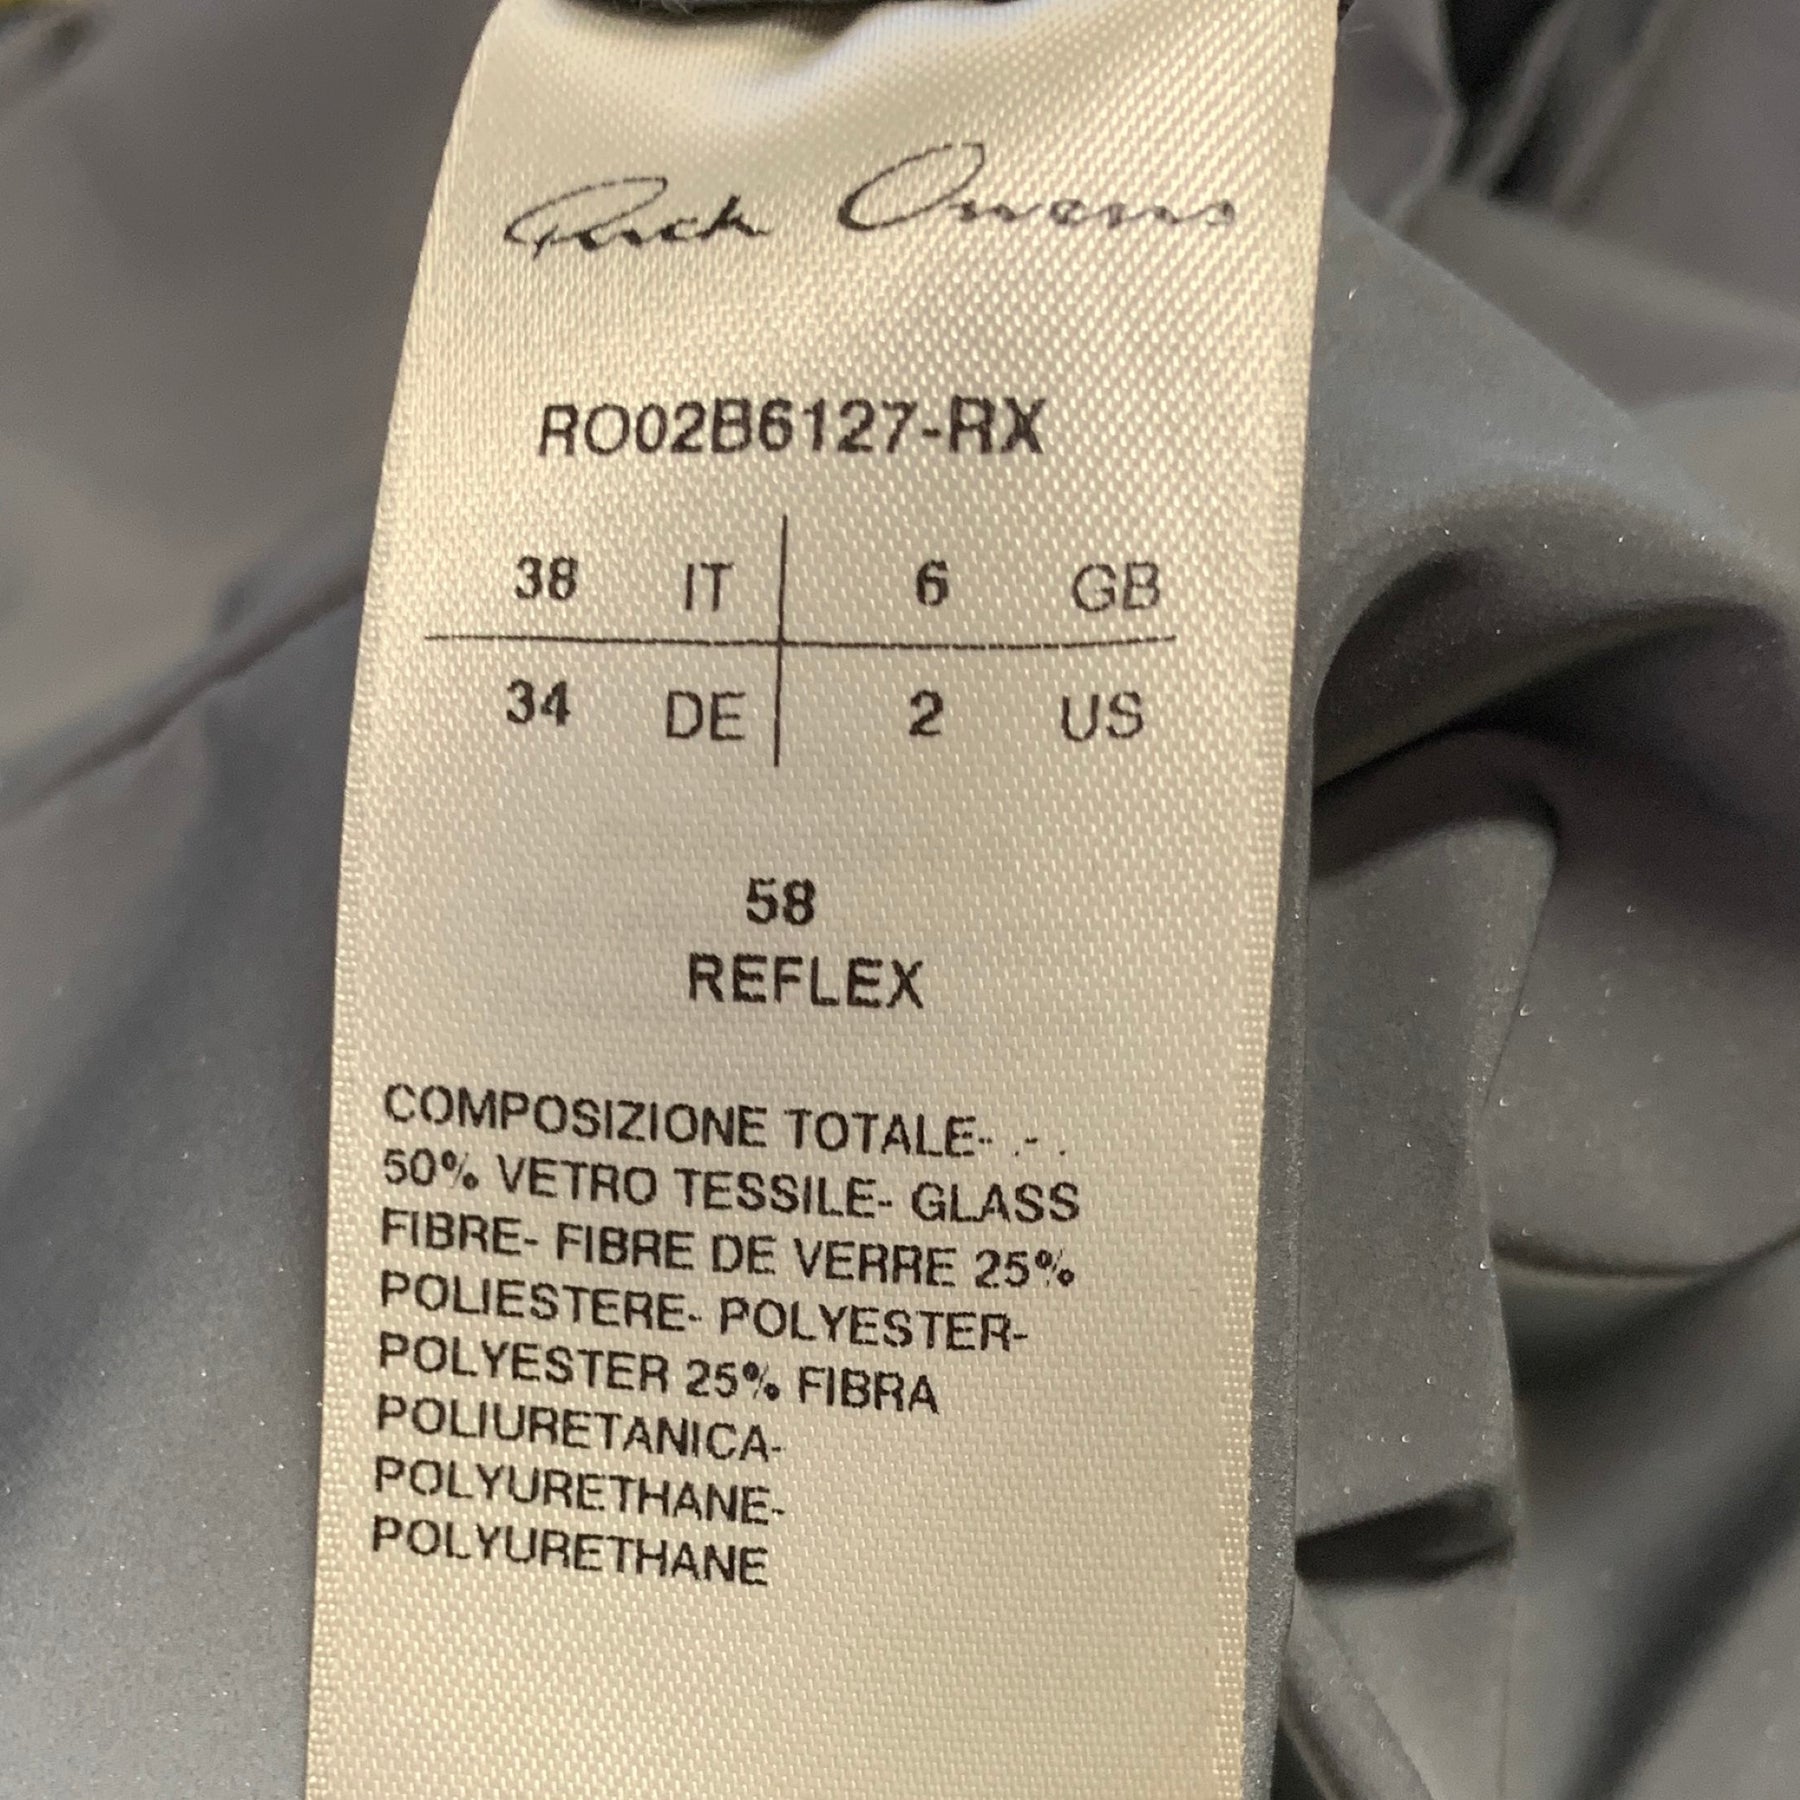 Rick Owens
RO02B6127-RX
38 IT 6 GB
34 DE 2 US
58
REFLEX
COMPOSIZIONE TOTALE- .- .
50% VETRO TESSILE- GLASS
FIBRE- FIBRE DE VERRE 25%
POLIESTERE- POLYESTER-
POLYESTER 25% FIBRA
POLIURETANICA-
POLYURETHANE-
POLYURETHANE